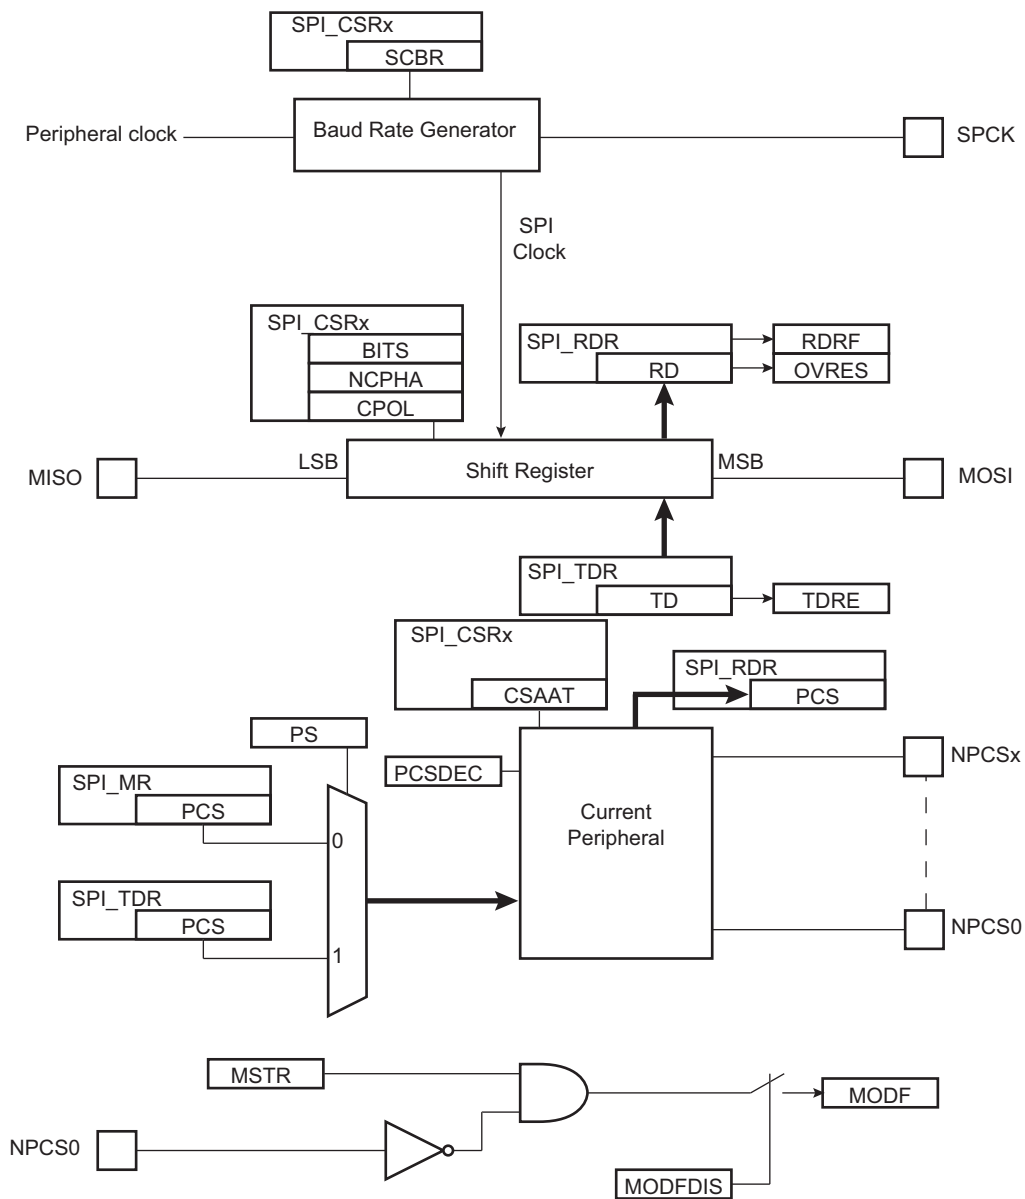 SPI_CSRx
SCBR
Peripheral clock
Baud Rate Generator
SPCK
SPI
Clock
SPI_CSRx
BITS
NCPHA
CPOL
SPI_RDR
RD
RDRF
OVRES
MISO
LSB
Shift Register
MSB
MOSI
SPI_TDR
TD
TDRE
SPI_CSRx
CSAAT
SPI_RDR
PCS
PS
PCSDEC
Current
Peripheral
NPCSx
SPI_MR
PCS
0
SPI_TDR
PCS
1
NPCS0
MSTR
MODF
NPCS0
MODFDIS